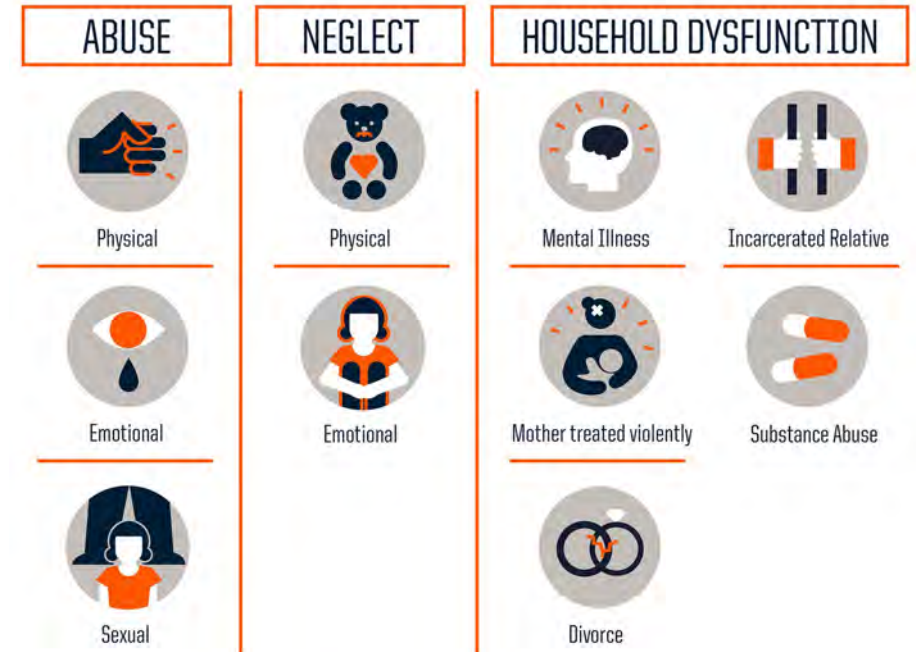 ABUSE
Physical
Emotional
Sexual
NEGLECT
Physical
Emotional
HOUSEHOLD DYSFUNCTION
Mental Illness
Incarcerated Relative
Mother treated violently
Substance Abuse
Divorce